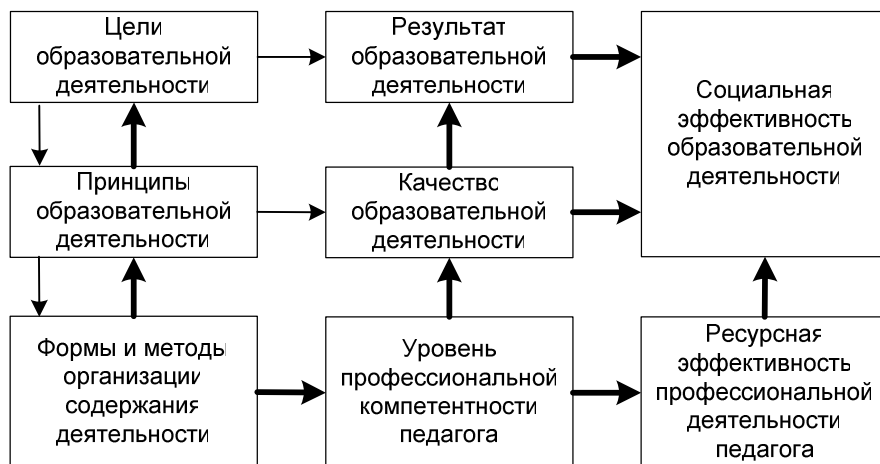 Цели
образовательной
деятельности
Результат
образовательной
деятельности
Социальная
эффективность
образовательной
деятельности
Принципы
образовательной
деятельности
Качество
образовательной
деятельности
Формы и методы
организации
содержания
деятельности
Уровень
профессиональной
компетентности
педагога
Ресурсная
эффективность
профессиональной
деятельности
педагога